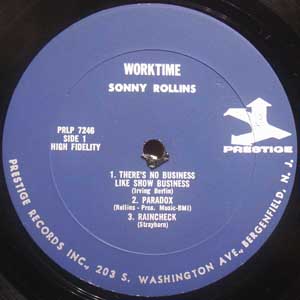 WORKTIME
SONNY ROLLINS
PRLP 7246
SIDE 1
HIGH FIDELITY
PRESTIGE
1. THERE'S NO BUSINESS
LIKE SHOW BUSINESS
(Irving Berlin)
2. PARADOX
(Rollins - Pres. Music-BMI)
3. RAINCHECK
(Strayhorn)
PRESTIGE RECORDS INC., 203 S. WASHINGTON AVE., BERGENFIELD, N. J.